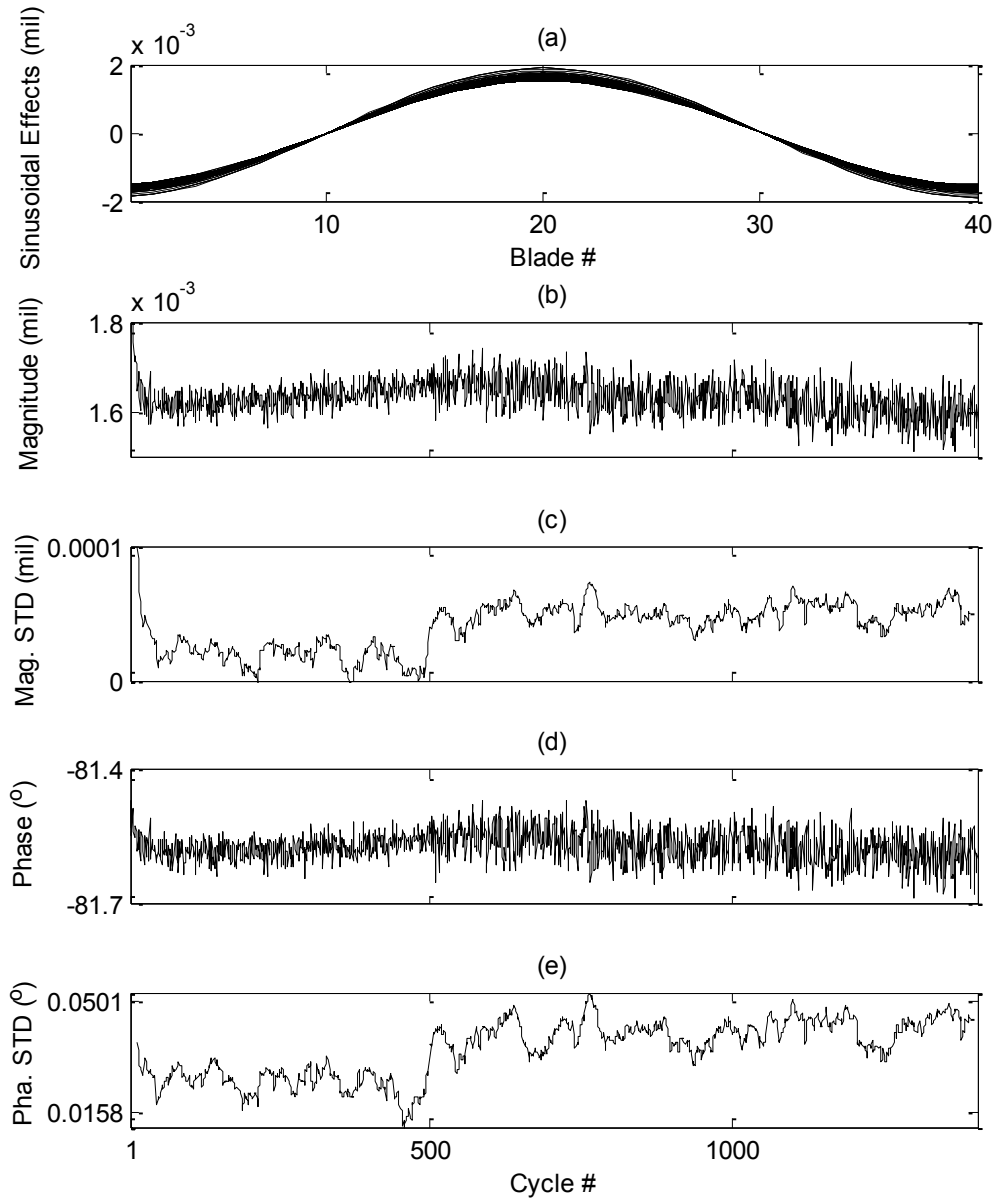 (a)
x 10-3
Sinusoidal Effects (mil)
2
0
-2
10
20
30
40
Blade #
(b)
x 10-3
Magnitude (mil)
1.8
1.6
(c)
Mag. STD (mil)
0.0001
0
(d)
Phase (o)
-81.4
-81.7
(e)
Pha. STD (o)
0.0501
0.0158
1
500
1000
Cycle #